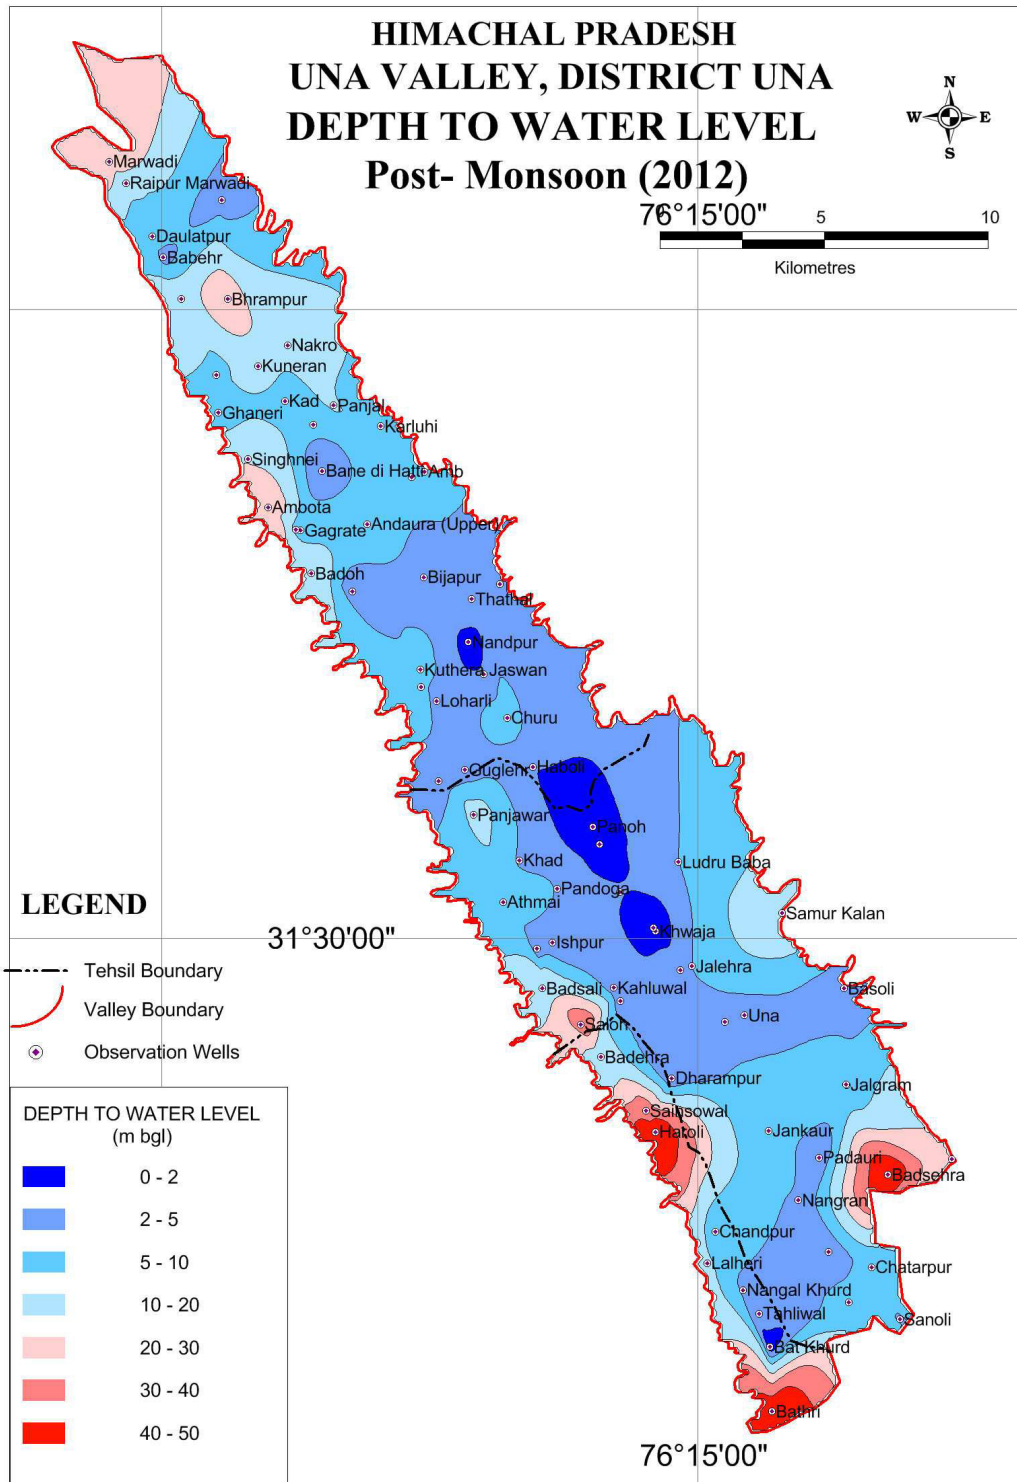 HIMACHAL PRADESH
UNA VALLEY, DISTRICT UNA
DEPTH TO WATER LEVEL
Post- Monsoon (2012)
N
W E
S
76°15'00"
5
10
Kilometres
Marwadi
Raipur Marwadi
Daulatpur
Babehr
Bhrampur
Nakro
Kuneran
Kad
Panjal
Ghaneri
Karluhi
Singhnei
Bane di Hatti
Amb
Ambota
Gagrate
Andaura (Upper)
Badoh
Bijapur
Thathal
Nandpur
Kuthera Jaswan
Loharli
Churu
Guglehr
Haboli
Panjawar
Panoh
Khad
Ludru Baba
Pandoga
Athmai
Samur Kalan
Khwaja
31°30'00"
Ishpur
Jalehra
Badsali
Kahluwal
Basoli
Saloh
Una
Badehra
Dharampur
Jalgram
Sainsowal
Haroli
Jankaur
Padauri
Badsehra
Nangran
Chandpur
Lalheri
Chatarpur
Nangal Khurd
Tahliwal
Sanoli
Bat Khurd
Bathri
76°15'00"
LEGEND
Tehsil Boundary
Valley Boundary
Observation Wells
DEPTH TO WATER LEVEL
(m bgl)
0 - 2
2 - 5
5 - 10
10 - 20
20 - 30
30 - 40
40 - 50